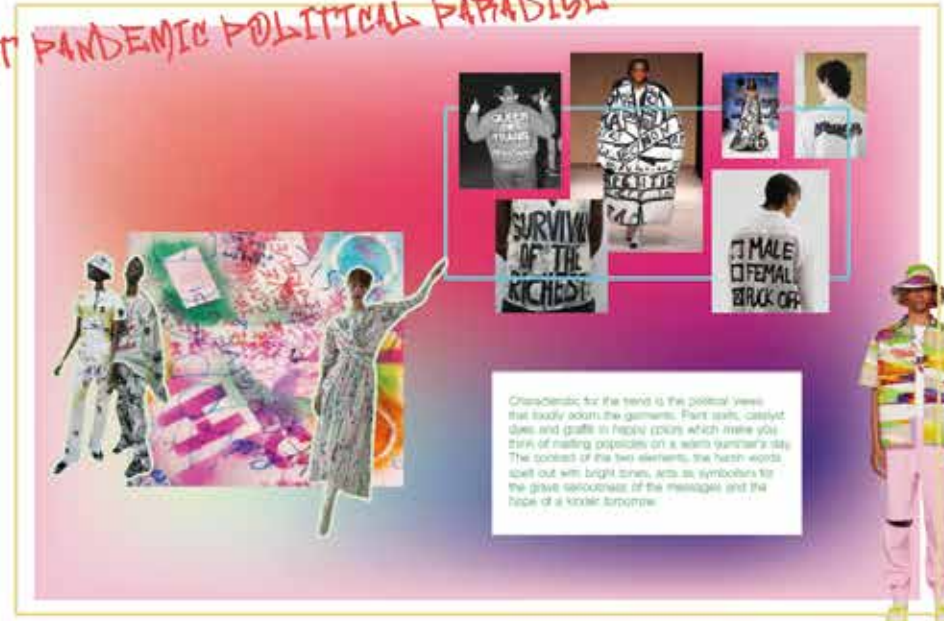 PANDEMIC POLITICAL PARADISE
QUEER
AND
TRANS
SURVIVAL
OF THE
RICHEST
MALE
FEMAL
FUCK OFF
Characteristic for the trend is the political views
that loudly adorn the garments. Paint spills, catalyst
dyes and graffiti in happy colors which make you
think of melting popsicles on a warm summer's day.
The contrast of the two elements, the harsh words
spelt out with bright tones, acts as symbolism for
the grave seriousness of the messages and the
hope of a kinder tomorrow.